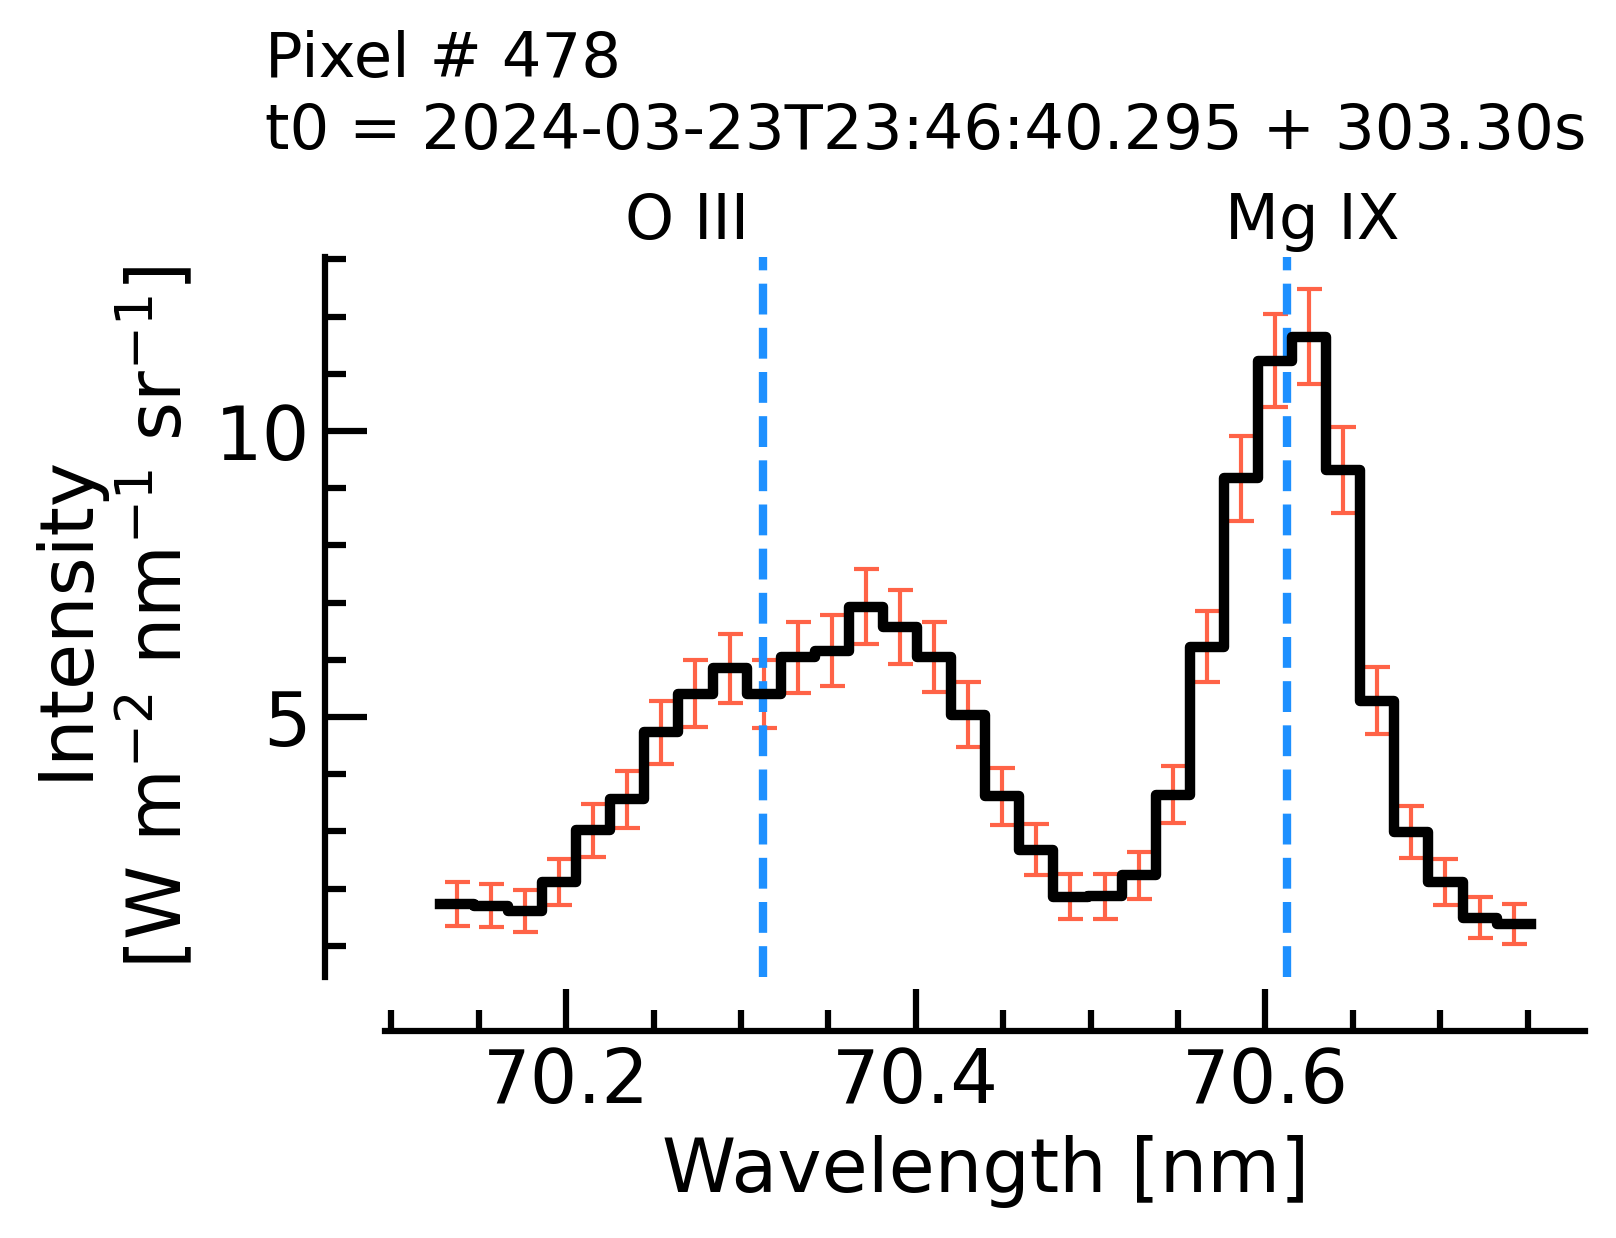 Pixel # 478
t0 = 2024-03-23T23:46:40.295 + 303.30s
O III
Mg IX
Intensity
[W m⁻² nm⁻¹ sr⁻¹]
10
5
70.2
70.4
70.6
Wavelength [nm]